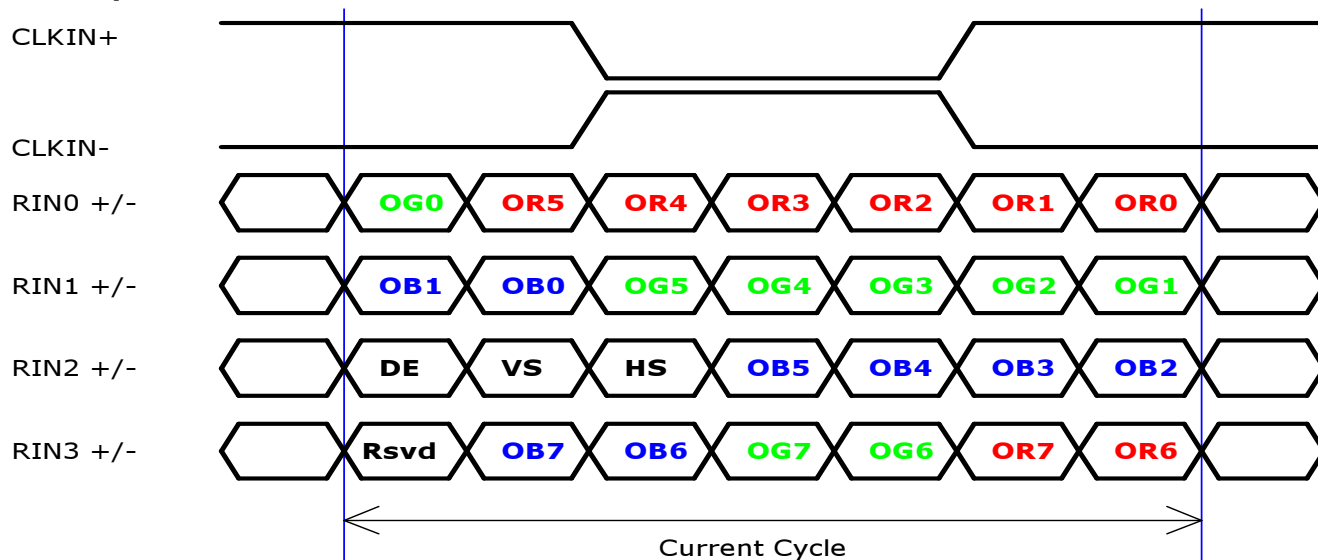 CLKIN+
CLKIN-
RIN0 +/- OG0 OR5 OR4 OR3 OR2 OR1 OR0
RIN1 +/- OB1 OB0 OG5 OG4 OG3 OG2 OG1
RIN2 +/- DE VS HS OB5 OB4 OB3 OB2
RIN3 +/- Rsvd OB7 OB6 OG7 OG6 OR7 OR6
Current Cycle